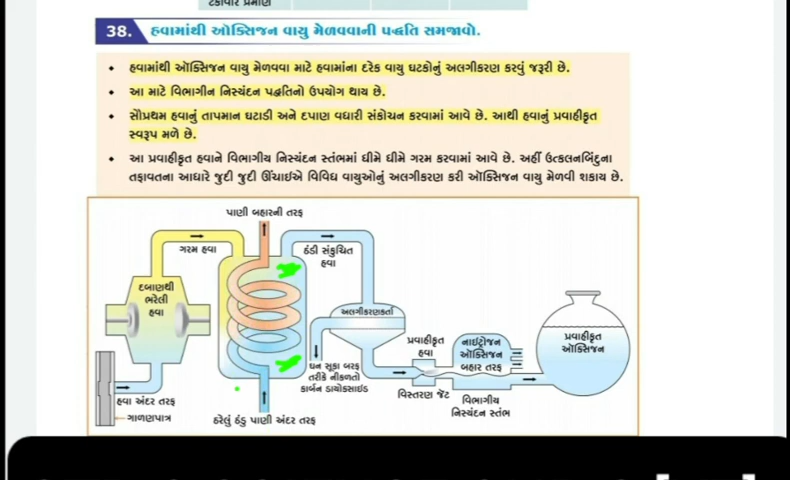 ટકાવાર પ્રમાણ
38. હવામાંથી ઑક્સિજન વાયુ મેળવવાની પદ્ધતિ સમજાવો.
• હવામાંથી ઑક્સિજન વાયુ મેળવવા માટે હવામાંના દરેક વાયુ ઘટકોનું અલગીકરણ કરવું જરૂરી છે.
• આ માટે વિભાગીન નિસ્યંદન પદ્ધતિનો ઉપયોગ થાય છે.
• સૌપ્રથમ હવાનું તાપમાન ઘટાડી અને દબાણ વધારી સંકોચન કરવામાં આવે છે. આથી હવાનું પ્રવાહીકૃત
સ્વરૂપ મળે છે.
• આ પ્રવાહીકૃત હવાને વિભાગીય નિસ્યંદન સ્તંભમાં ધીમે ધીમે ગરમ કરવામાં આવે છે. અહીં ઉત્કલનબિંદુના
તફાવતના આધારે જુદી જુદી ઊંચાઈએ વિવિધ વાયુઓનું અલગીકરણ કરી ઑક્સિજન વાયુ મેળવી શકાય છે.
પાણી બહારની તરફ
ગરમ હવા
ઠંડી સંકુચિત
હવા
દબાણથી
ભરેલી
હવા
અલગીકરણકર્તા
ઘન સૂકા બરફ
તરીકે નીકળતો
કાર્બન ડાયોક્સાઇડ
પ્રવાહીકૃત
હવા
નાઇટ્રોજન
ઑક્સિજન
બહાર તરફ
પ્રવાહીકૃત
ઑક્સિજન
વિસ્તરણ જેટ
વિભાગીય
નિસ્યંદન સ્તંભ
હવા અંદર તરફ
ગાળણપાત્ર
ઠરેલું ઠંડુ પાણી અંદર તરફ